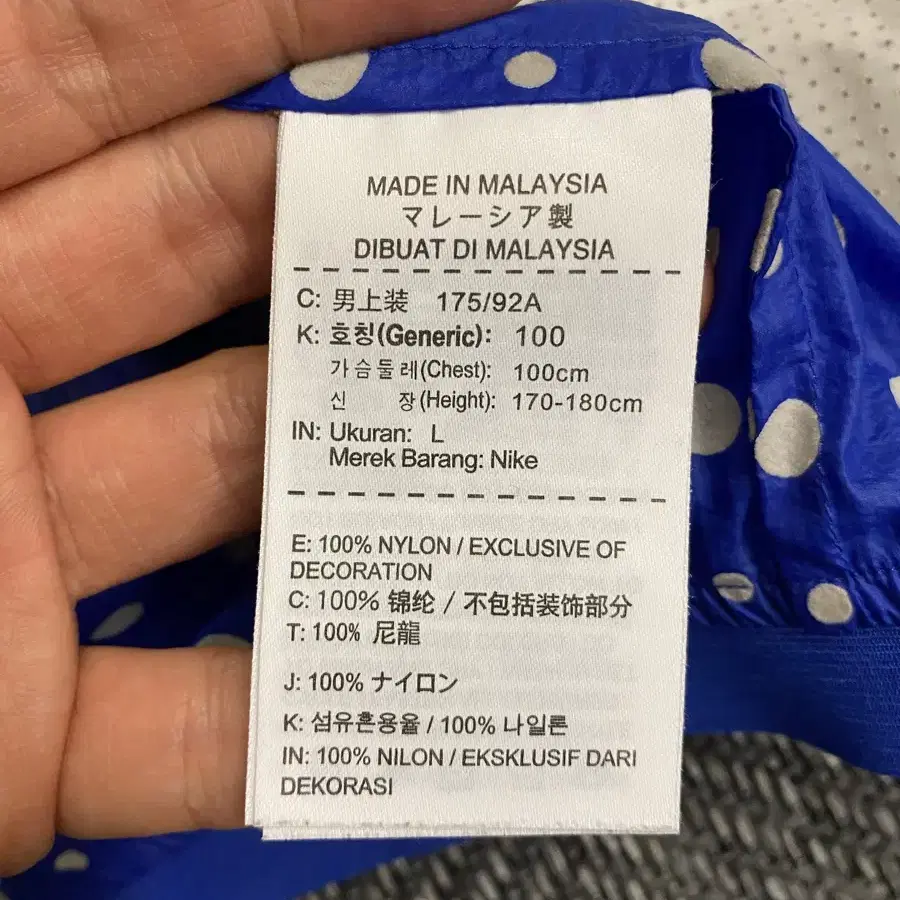 MADE IN MALAYSIA
マレーシア製
DIBUAT DI MALAYSIA
C: 男上装 175/92A
K: 호칭(Generic): 100
가슴둘레(Chest): 100cm
신 장(Height): 170-180cm
IN: Ukuran: L
Merek Barang: Nike
E: 100% NYLON / EXCLUSIVE OF
DECORATION
C: 100% 锦纶 / 不包括装饰部分
T: 100% 尼龍
J: 100% ナイロン
K: 섬유혼용율 / 100% 나일론
IN: 100% NILON / EKSKLUSIF DARI
DEKORASI